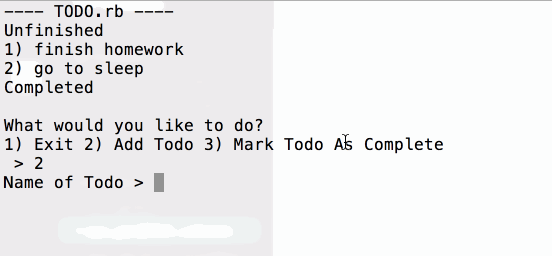 ---- TODO.rb ----
Unfinished
1) finish homework
2) go to sleep
Completed
What would you like to do?
1) Exit 2) Add Todo 3) Mark Todo As Complete
> 2
Name of Todo >